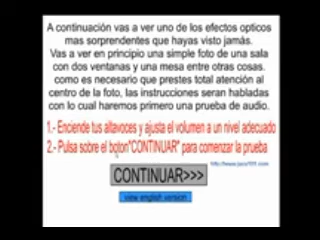 A continuación vas a ver uno de los efectos opticos
mas sorprendentes que hayas visto jamás.
Vas a ver en principio una simple foto de una sala
con dos ventanas y una mesa entre otras cosas.
como es necesario que prestes total atención al
centro de la foto, las instrucciones seran habladas
con lo cual haremos primero una prueba de audio.
1.- Enciende tus altavoces y ajusta el volumen a un nivel adecuado
2.- Pulsa sobre el boton"CONTINUAR" para comenzar la prueba
CONTINUAR>>>
view english version